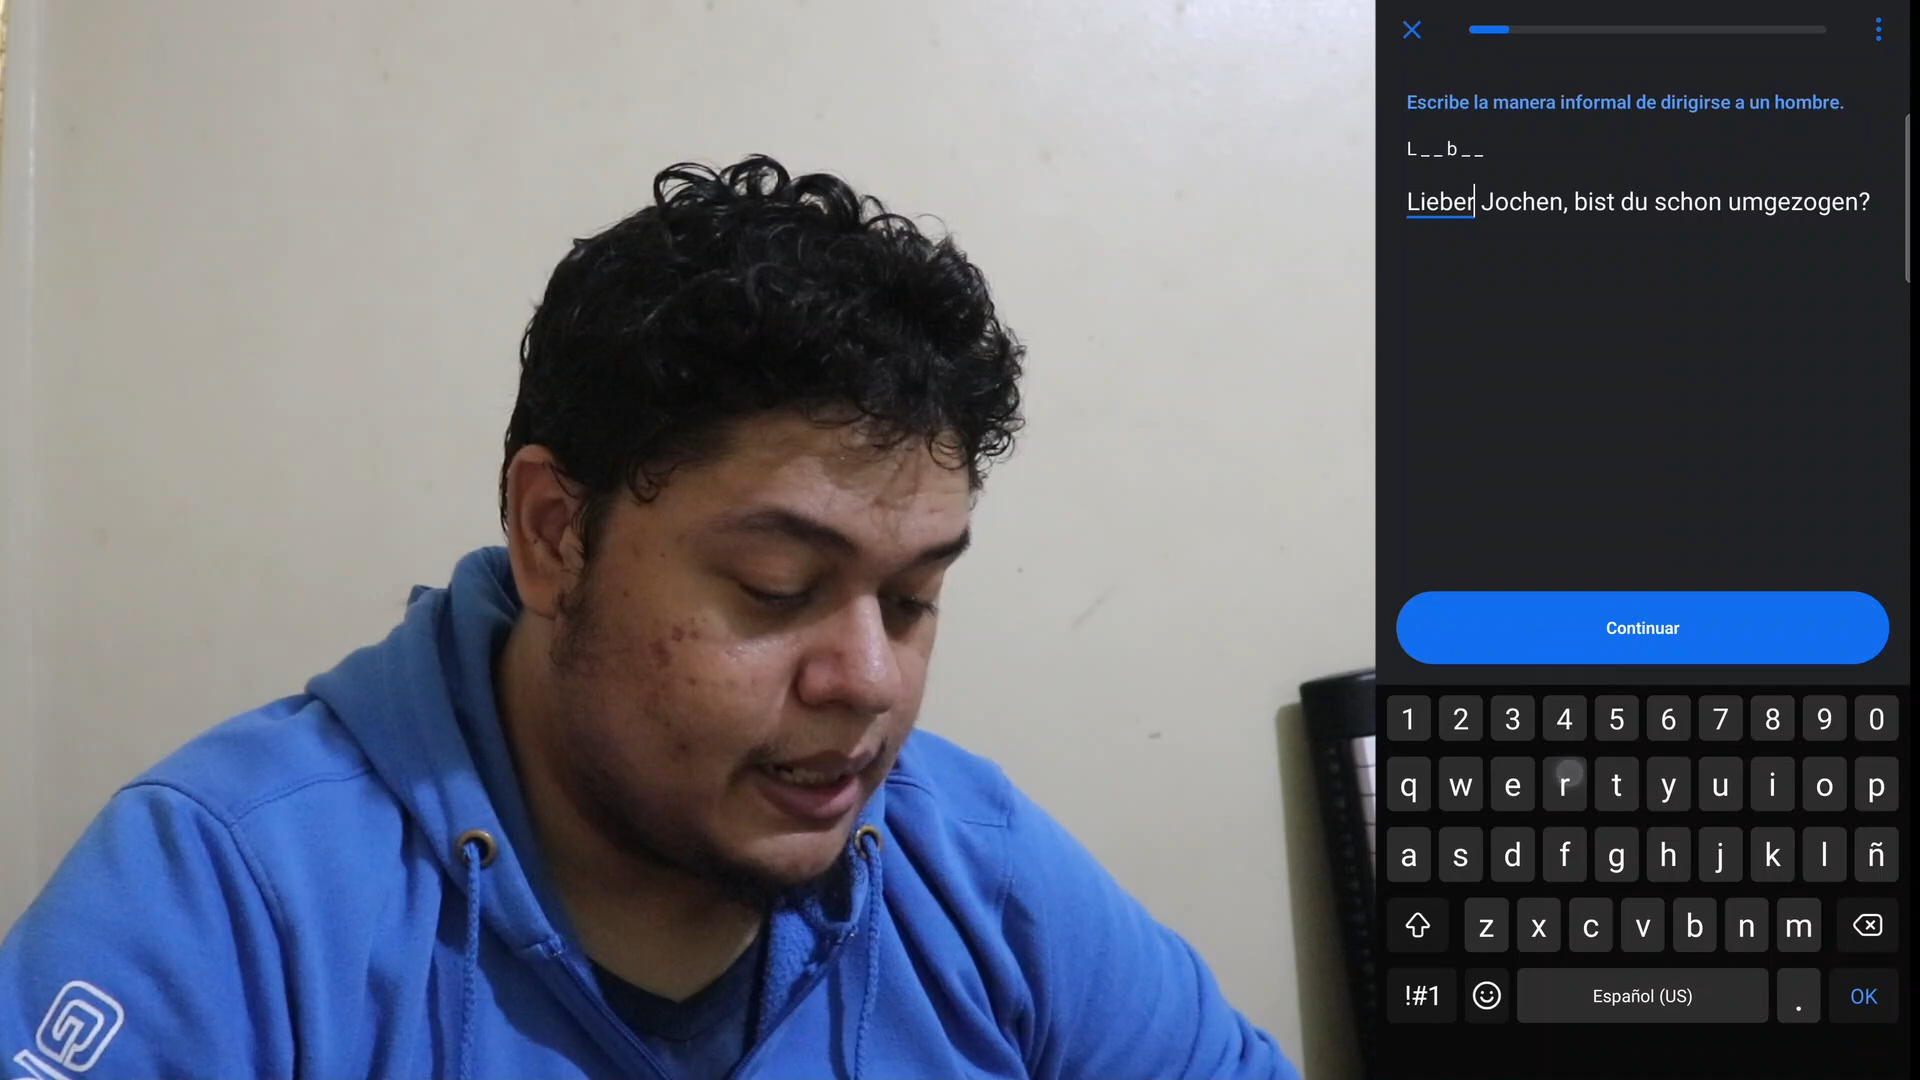 Escribe la manera informal de dirigirse a un hombre.
L__b__
Lieber Jochen, bist du schon umgezogen?
Continuar
1 2 3 4 5 6 7 8 9 0
q w e r t y u i o p
a s d f g h j k l ñ
z x c v b n m
!#1 Español (US) . OK